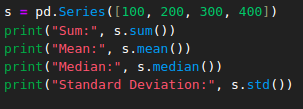 s = pd.Series([100, 200, 300, 400])
print("Sum:", s.sum())
print("Mean:", s.mean())
print("Median:", s.median())
print("Standard Deviation:", s.std())